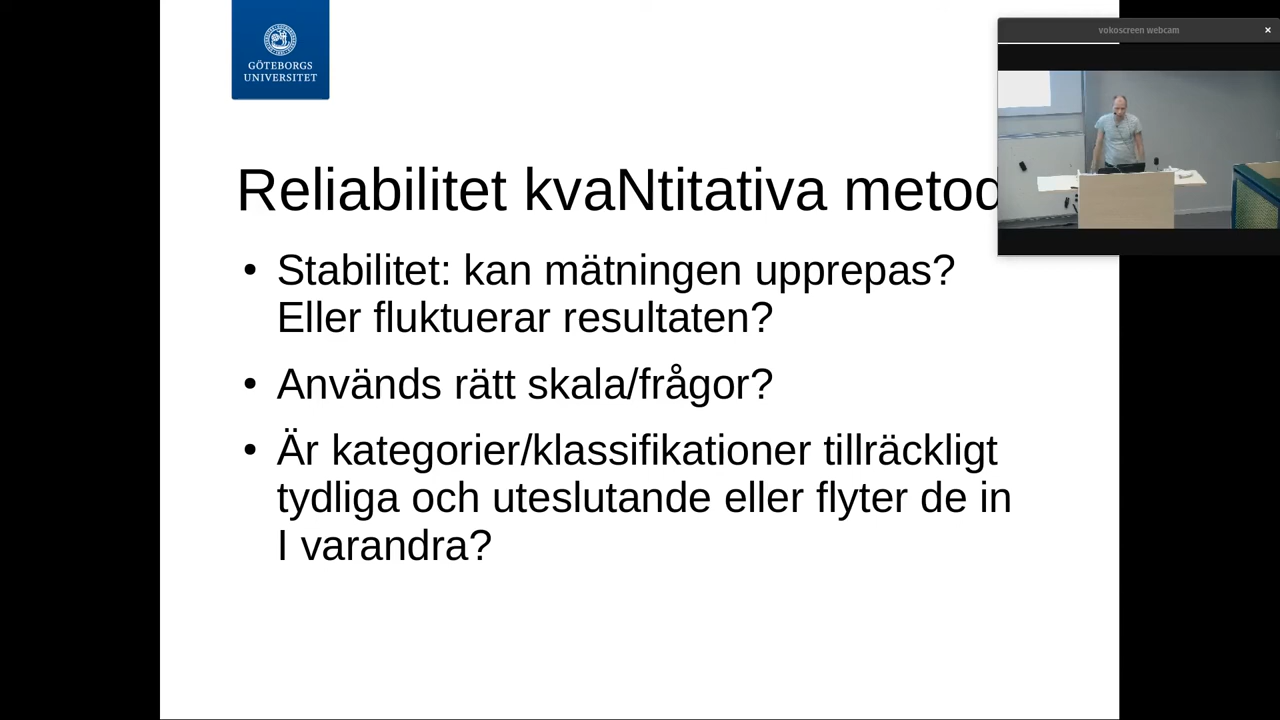 GÖTEBORGS
UNIVERSITET
vokoscreen webcam
Reliabilitet kvaNtitativa metod
• Stabilitet: kan mätningen upprepas?
Eller fluktuerar resultaten?
• Används rätt skala/frågor?
• Är kategorier/klassifikationer tillräckligt
tydliga och uteslutande eller flyter de in
I varandra?